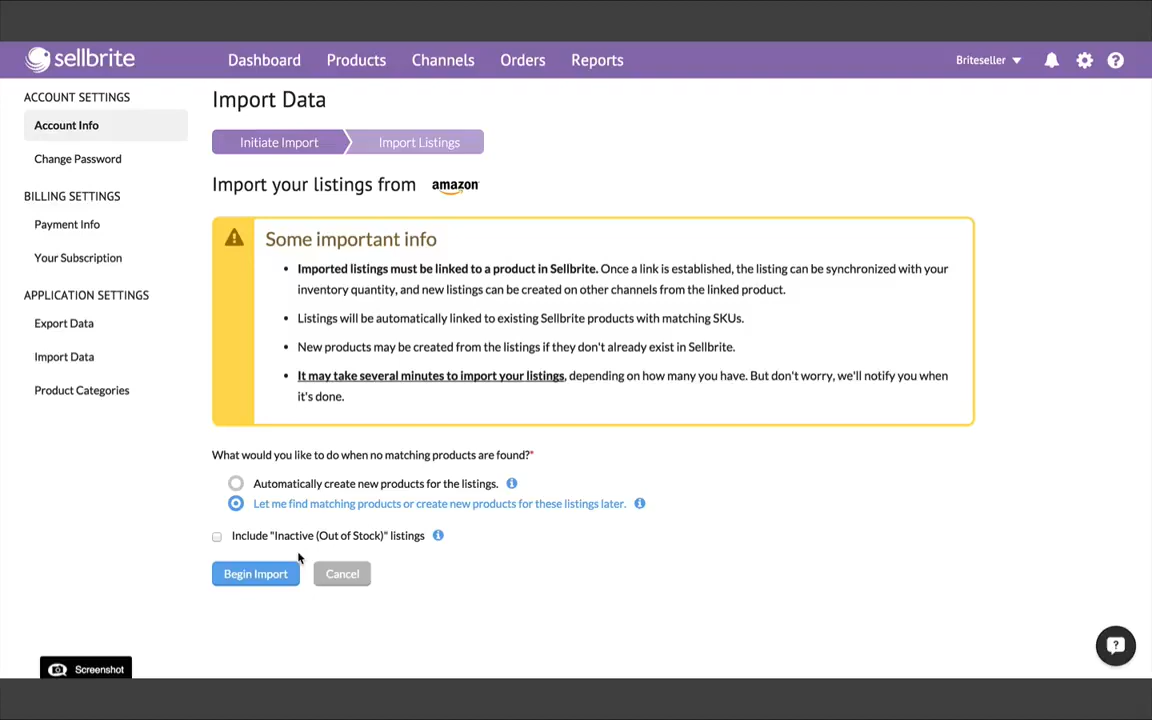 sellbrite
Dashboard Products Channels Orders Reports
Briteseller
ACCOUNT SETTINGS
Account Info
Change Password
BILLING SETTINGS
Payment Info
Your Subscription
APPLICATION SETTINGS
Export Data
Import Data
Product Categories
Import Data
Initiate Import Import Listings
Import your listings from amazon
Some important info
• Imported listings must be linked to a product in Sellbrite. Once a link is established, the listing can be synchronized with your
inventory quantity, and new listings can be created on other channels from the linked product.
• Listings will be automatically linked to existing Sellbrite products with matching SKUs.
• New products may be created from the listings if they don't already exist in Sellbrite.
• It may take several minutes to import your listings, depending on how many you have. But don't worry, we'll notify you when
it's done.
What would you like to do when no matching products are found?*
Automatically create new products for the listings.
Let me find matching products or create new products for these listings later.
Include "Inactive (Out of Stock)" listings
Begin Import Cancel
Screenshot